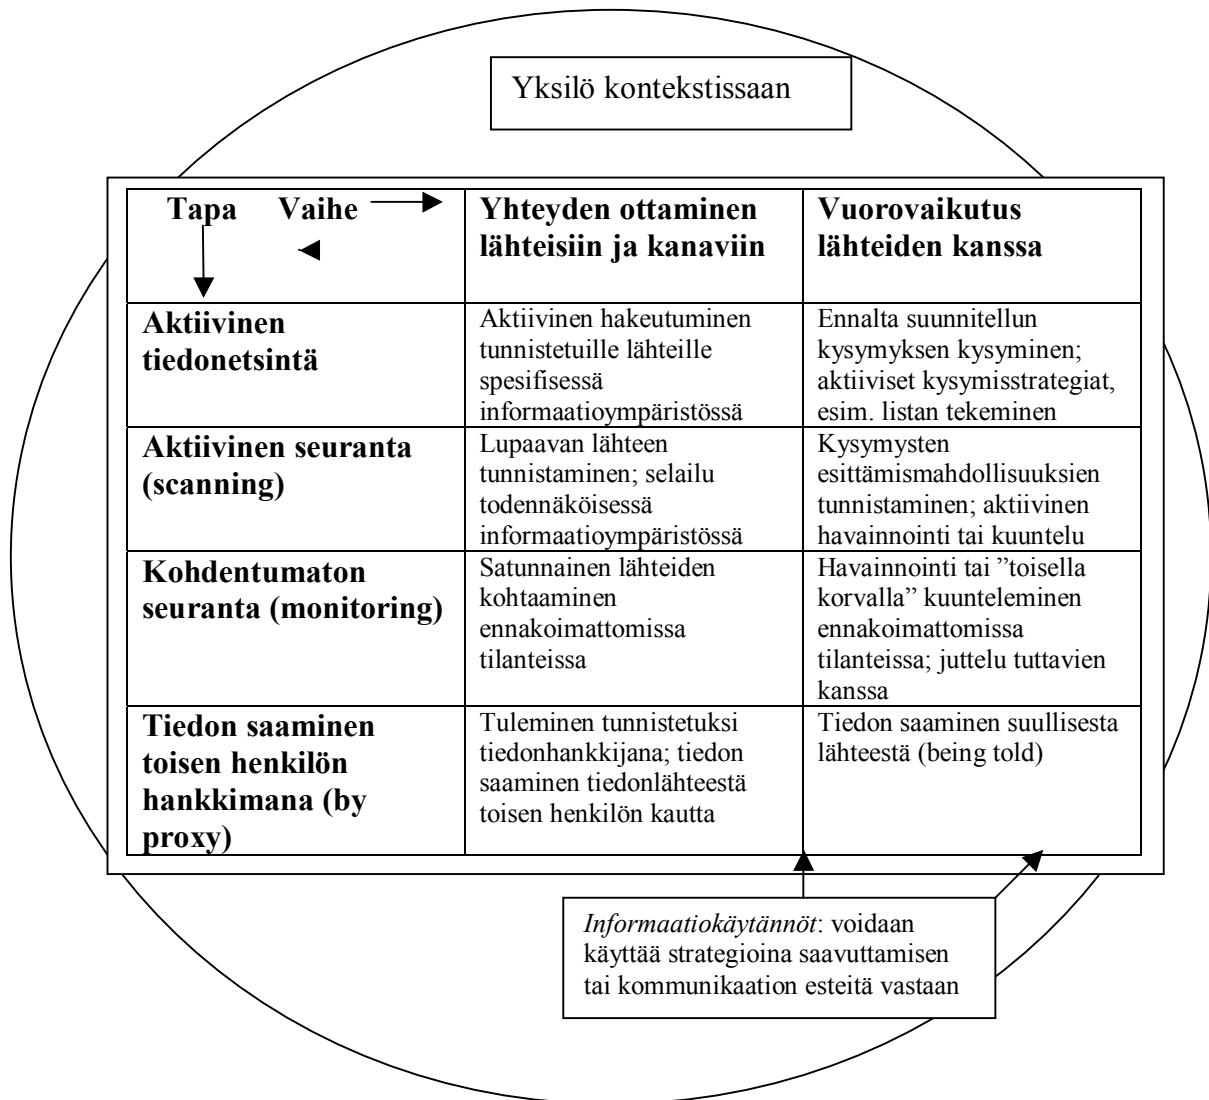 Yksilö kontekstissaan
Tapa Vaihe
Yhteyden ottaminen
lähteisiin ja kanaviin
Vuorovaikutus
lähteiden kanssa
Aktiivinen
tiedonetsintä
Aktiivinen hakeutuminen
tunnistetuille lähteille
spesifisessä
informaatioympäristössä
Ennalta suunnitellun
kysymyksen kysyminen;
aktiiviset kysymisstrategiat,
esim. listan tekeminen
Aktiivinen seuranta
(scanning)
Lupaavan lähteen
tunnistaminen; selailu
todennäköisessä
informaatioympäristössä
Kysymysten
esittämismahdollisuuksien
tunnistaminen; aktiivinen
havainnointi tai kuuntelu
Kohdentumaton
seuranta (monitoring)
Satunnainen lähteiden
kohtaaminen
ennakoimattomissa
tilanteissa
Havainnointi tai ”toisella
korvalla” kuunteleminen
ennakoimattomissa
tilanteissa; juttelu tuttavien
kanssa
Tiedon saaminen
toisen henkilön
hankkimana (by
proxy)
Tuleminen tunnistetuksi
tiedonhankkijana; tiedon
saaminen tiedonlähteestä
toisen henkilön kautta
Tiedon saaminen suullisesta
lähteestä (being told)
Informaatiokäytännöt: voidaan
käyttää strategioina saavuttamisen
tai kommunikaation esteitä vastaan